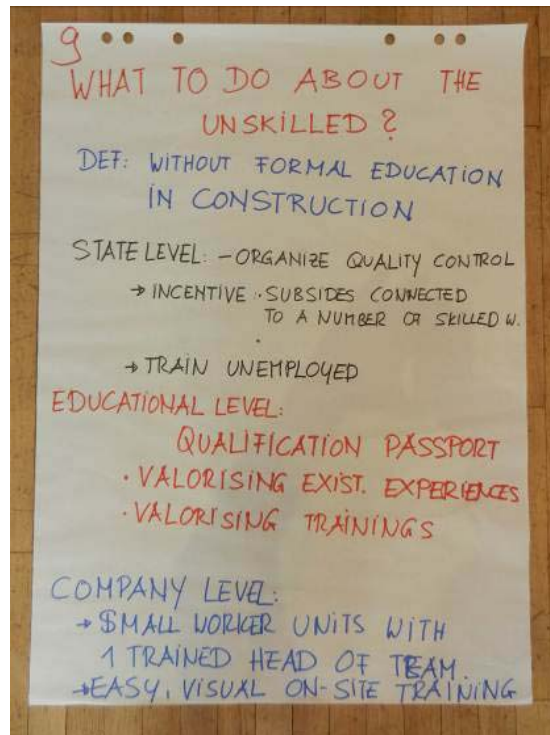 9
WHAT TO DO ABOUT THE
UNSKILLED?
DEF: WITHOUT FORMAL EDUCATION
IN CONSTRUCTION
STATE LEVEL: - ORGANIZE QUALITY CONTROL
→ INCENTIVE: SUBSIDES CONNECTED
TO A NUMBER OF SKILLED W.
→ TRAIN UNEMPLOYED
EDUCATIONAL LEVEL:
QUALIFICATION PASSPORT
• VALORISING EXIST. EXPERIENCES
• VALORISING TRAININGS
COMPANY LEVEL:
→ SMALL WORKER UNITS WITH
1 TRAINED HEAD OF TEAM.
→ EASY, VISUAL ON-SITE TRAINING